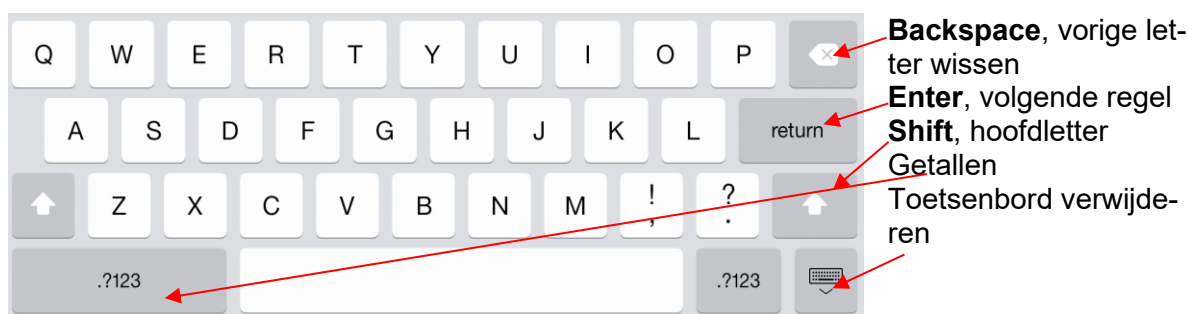 Q W E R T Y U I O P
A S D F G H J K L return
Z X C V B N M ! , ? .
.?123 .?123
Backspace, vorige let-
ter wissen
Enter, volgende regel
Shift, hoofdletter
Getallen
Toetsenbord verwijde-
ren